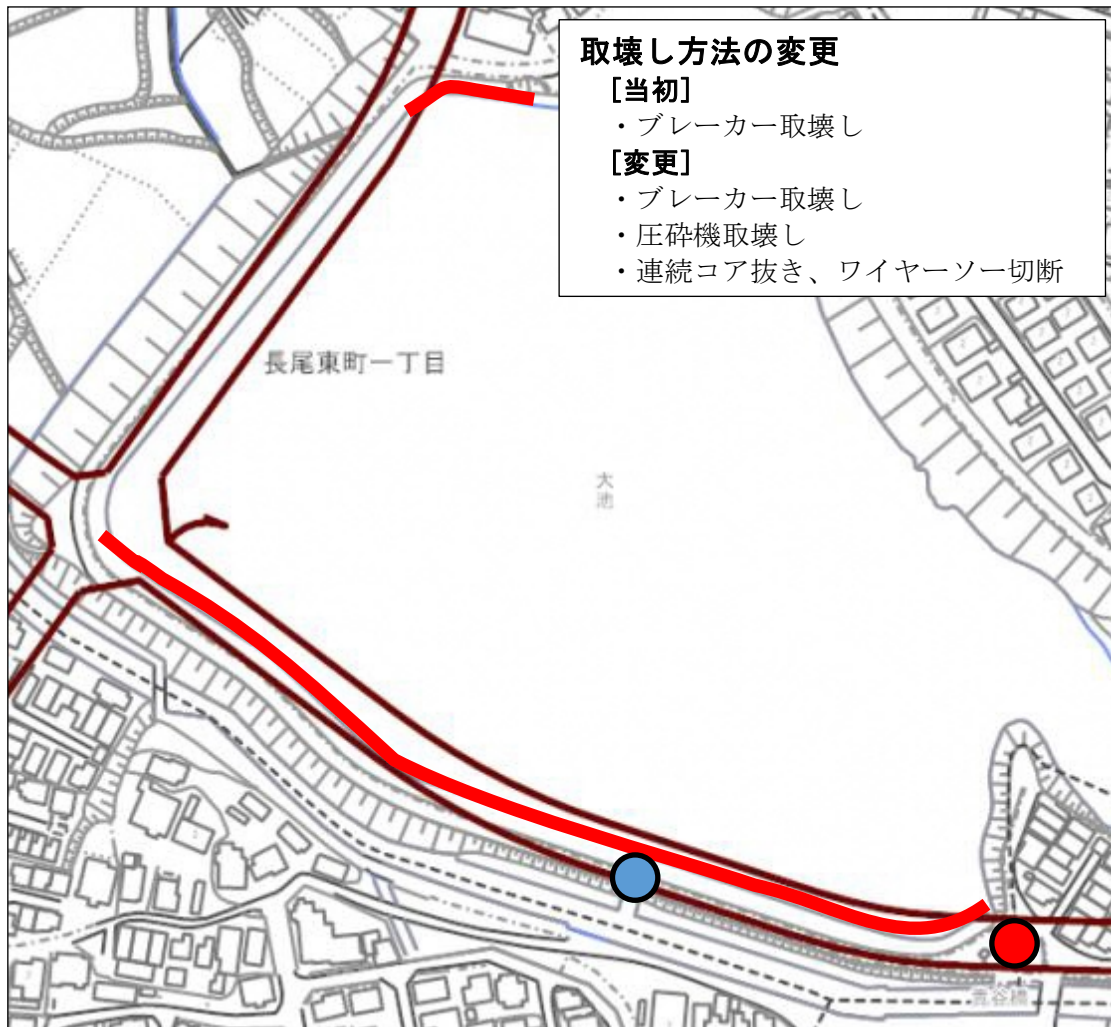 取壊し方法の変更
[当初]
・ブレーカー取壊し
[変更]
・ブレーカー取壊し
・圧砕機取壊し
・連続コア抜き、ワイヤーソー切断
長尾東町一丁目
大池